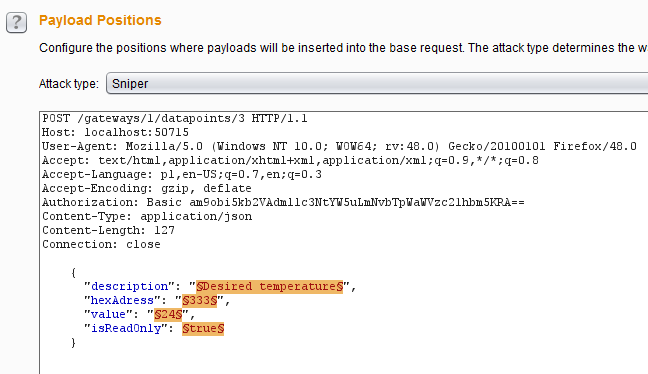 ?
Payload Positions
Configure the positions where payloads will be inserted into the base request. The attack type determines the w
Attack type: Sniper
POST /gateways/1/datapoints/3 HTTP/1.1
Host: localhost:50715
User-Agent: Mozilla/5.0 (Windows NT 10.0; WOW64; rv:48.0) Gecko/20100101 Firefox/48.0
Accept: text/html,application/xhtml+xml,application/xml;q=0.9,*/*;q=0.8
Accept-Language: pl,en-US;q=0.7,en;q=0.3
Accept-Encoding: gzip, deflate
Authorization: Basic am9obi5kb2VAdm1lc3NtYW5uLmNvbTpWaWVzc21hbm5KRA==
Content-Type: application/json
Content-Length: 127
Connection: close
{
"description": "§Desired temperature§",
"hexAdress": "§333§",
"value": "§24§",
"isReadOnly": §true§
}